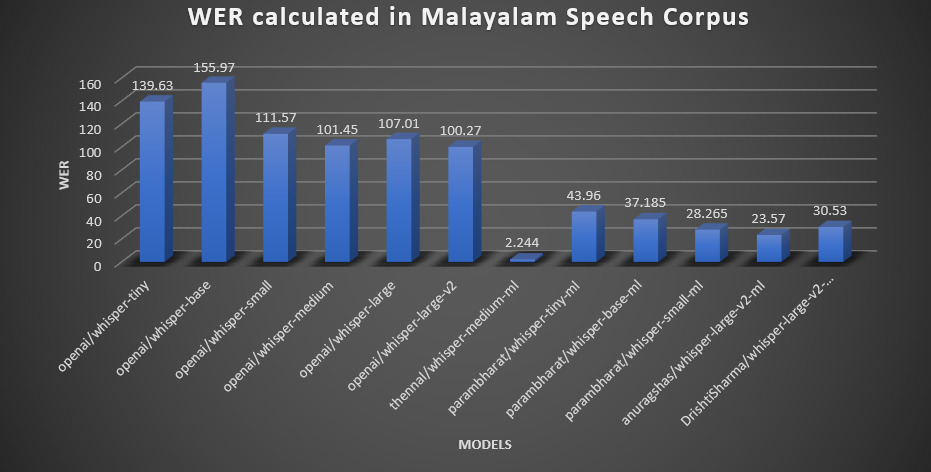 WER calculated in Malayalam Speech Corpus
WER
160
140
120
100
80
60
40
20
0
139.63
155.97
111.57
101.45
107.01
100.27
2.244
43.96
37.185
28.265
23.57
30.53
openai/whisper-tiny
openai/whisper-base
openai/whisper-small
openai/whisper-medium
openai/whisper-large
openai/whisper-large-v2
thennal/whisper-medium-ml
parambharat/whisper-tiny-ml
parambharat/whisper-base-ml
parambharat/whisper-small-ml
anuragshas/whisper-large-v2-ml
DrishtiSharma/whisper-large-v2-...
MODELS